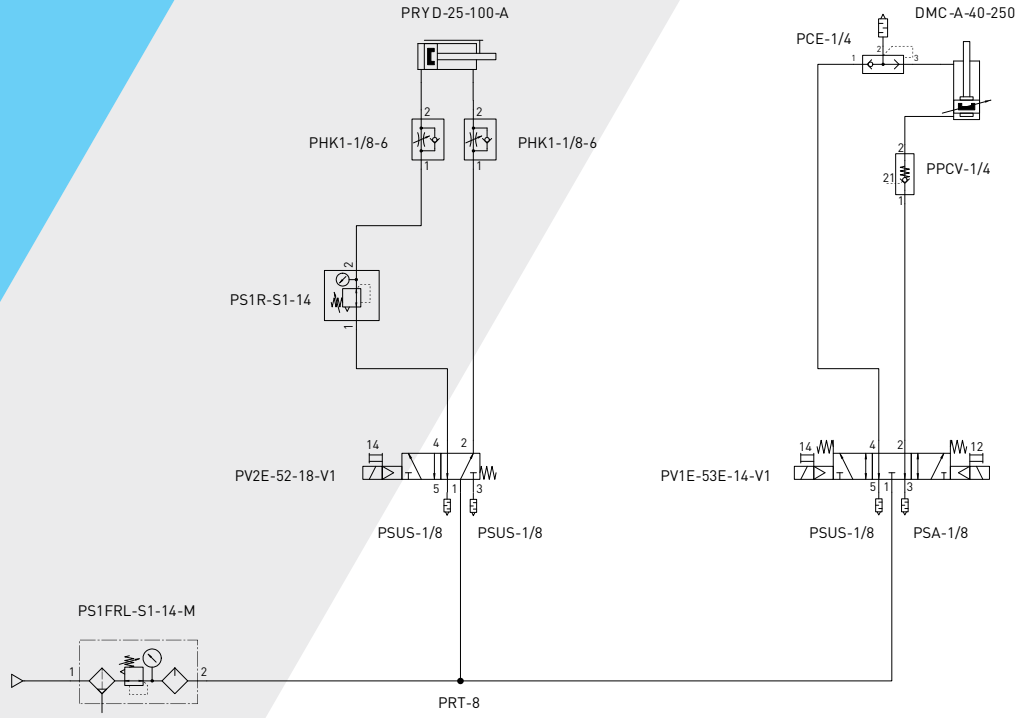 PRYD-25-100-A
DMC-A-40-250
PCE-1/4
2
1
3
2
2
PHK1-1/8-6
PHK1-1/8-6
1
1
2
PPCV-1/4
21
1
2
PS1R-S1-14
1
14
4
2
PV2E-52-18-V1
5
1
3
PSUS-1/8
PSUS-1/8
14
4
2
12
PV1E-53E-14-V1
5
1
3
PSUS-1/8
PSA-1/8
PS1FRL-S1-14-M
1
2
PRT-8